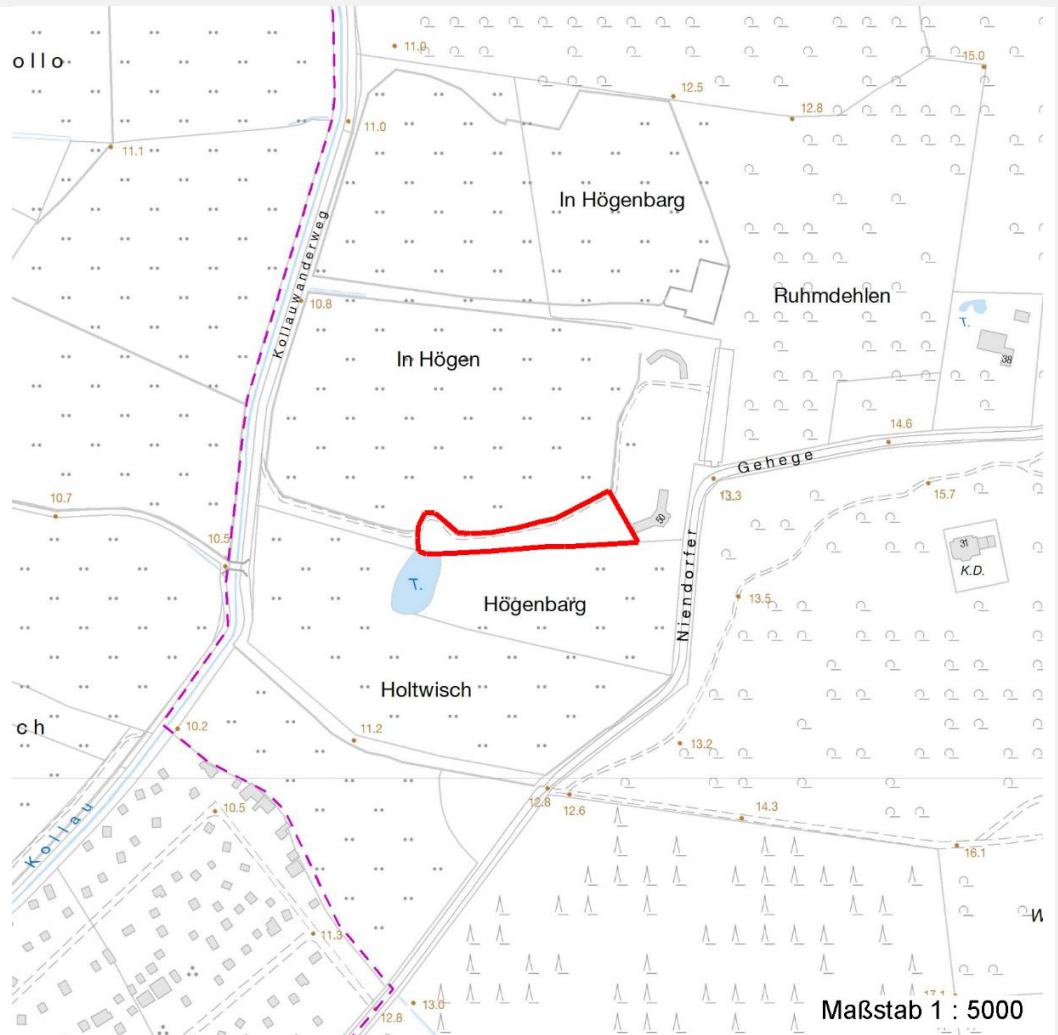 11.0
15.0
ollo
12.5
12.8
11.0
11.1
In Högenbarg
Kollauwanderweg
Ruhmdehlen
10.8
T.
38
In Högen
14.6
Gehege
13.3
15.7
10.7
30
10.5
31
K.D.
T.
13.5
Högenbarg
Niendorfer
Holtwisch
ch
10.2
11.2
13.2
12.8
12.6
14.3
10.5
Kollau
16.1
W
11.3
17.1
13.0
12.8
Maßstab 1 : 5000